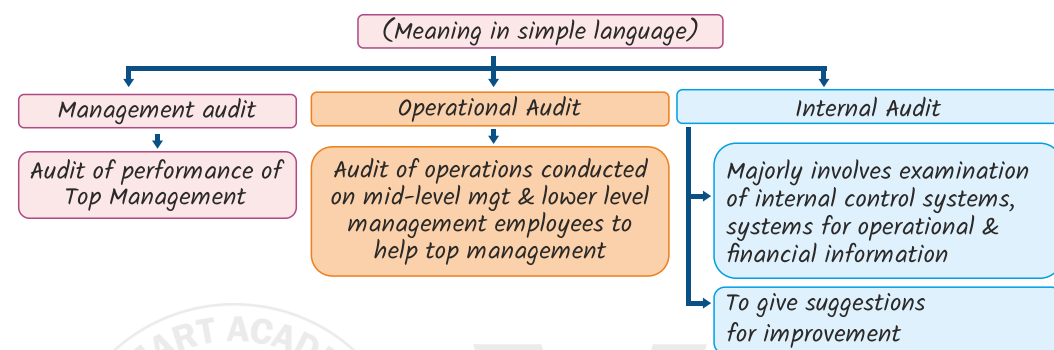 (Meaning in simple language)
Management audit
Audit of performance of
Top Management
Operational Audit
Audit of operations conducted
on mid-level mgt & lower level
management employees to
help top management
Internal Audit
Majorly involves examination
of internal control systems,
systems for operational &
financial information
To give suggestions
for improvement